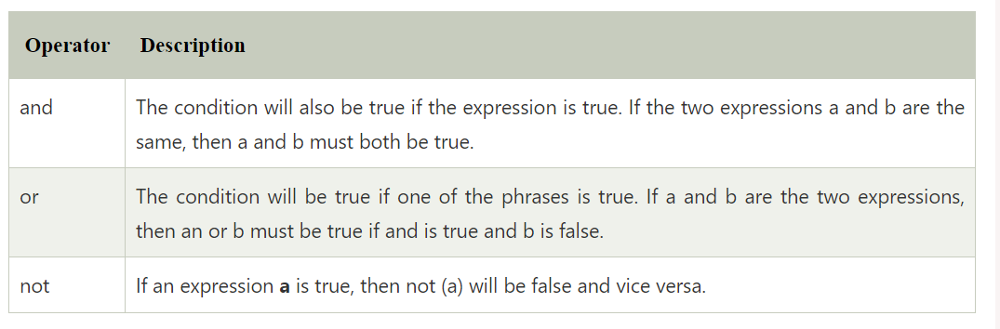 Operator Description
and The condition will also be true if the expression is true. If the two expressions a and b are the
same, then a and b must both be true.
or The condition will be true if one of the phrases is true. If a and b are the two expressions,
then an or b must be true if and is true and b is false.
not If an expression a is true, then not (a) will be false and vice versa.